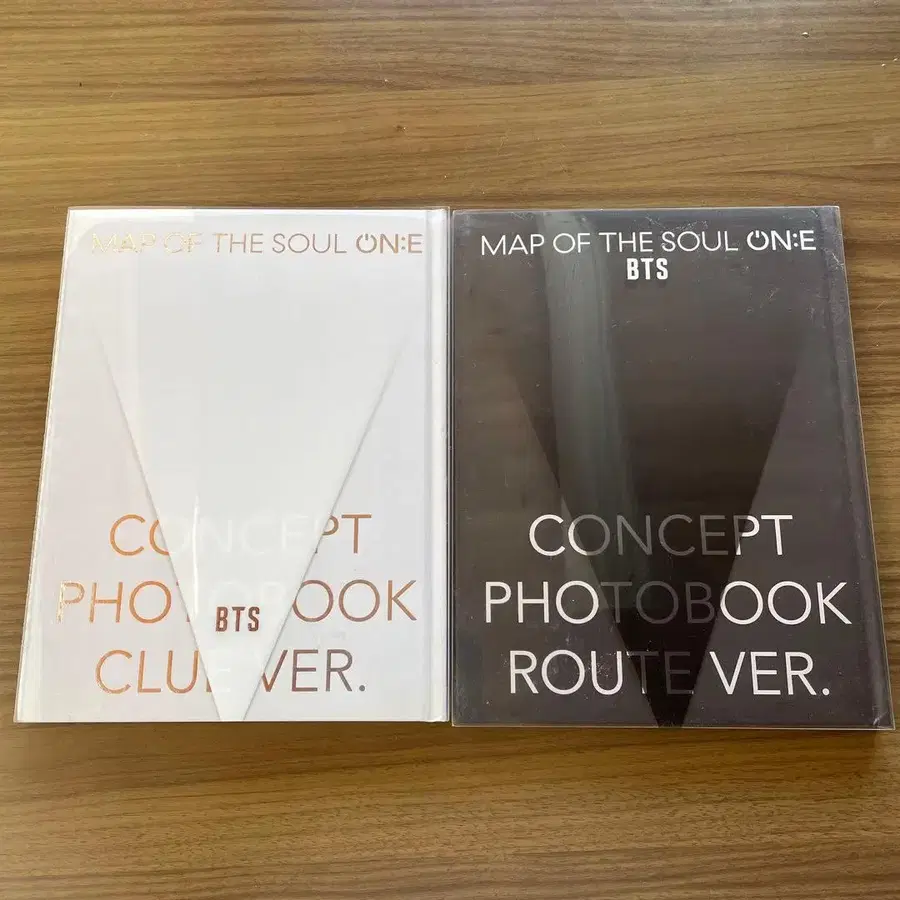 MAP OF THE SOUL ON:E
CONCEPT
PHOTOBOOK
BTS
CLUE VER.
MAP OF THE SOUL ON:E
BTS
CONCEPT
PHOTOBOOK
ROUTE VER.